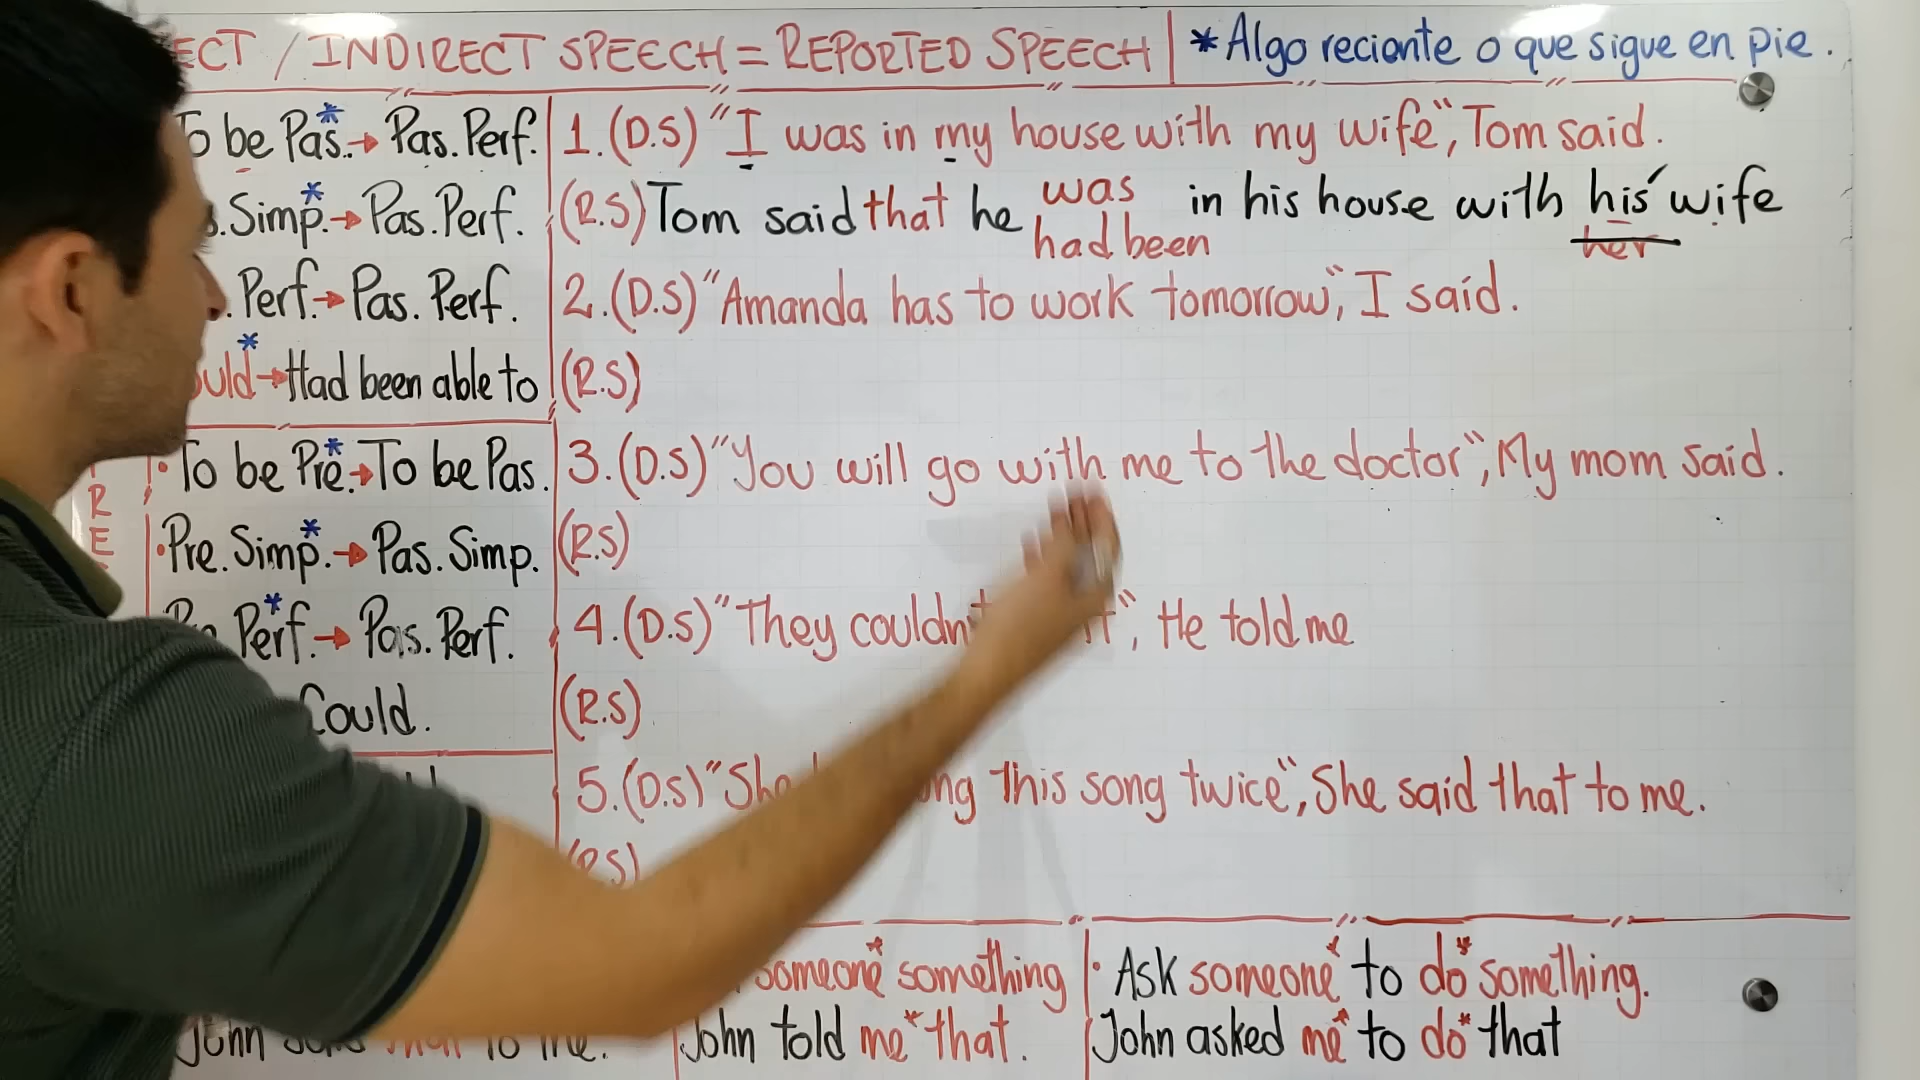 ECT / INDIRECT SPEECH = REPORTED SPEECH
*Algo reciente o que sigue en pie.
To be Pas.*→ Pas. Perf.
.Simp.*→ Pas. Perf.
. Perf.→ Pas. Perf.
uld*→ Had been able to
R
E
· To be Pre.*→ To be Pas.
· Pre. Simp.*→ Pas. Simp.
Perf.*→ Pas. Perf.
Could.
1. (D.S) "I was in my house with my wife", Tom said.
(R.S) Tom said that he was in his house with his wife
had been her
2. (D.S) "Amanda has to work tomorrow", I said.
(R.S)
3. (D.S) "You will go with me to the doctor", My mom said.
(R.S)
4. (D.S) "They couldn't", He told me
(R.S)
5. (D.S) "She this song twice", She said that to me.
(R.S)
someone* something
John told me* that.
John that to me.
· Ask someone* to do* something.
John asked me* to do* that